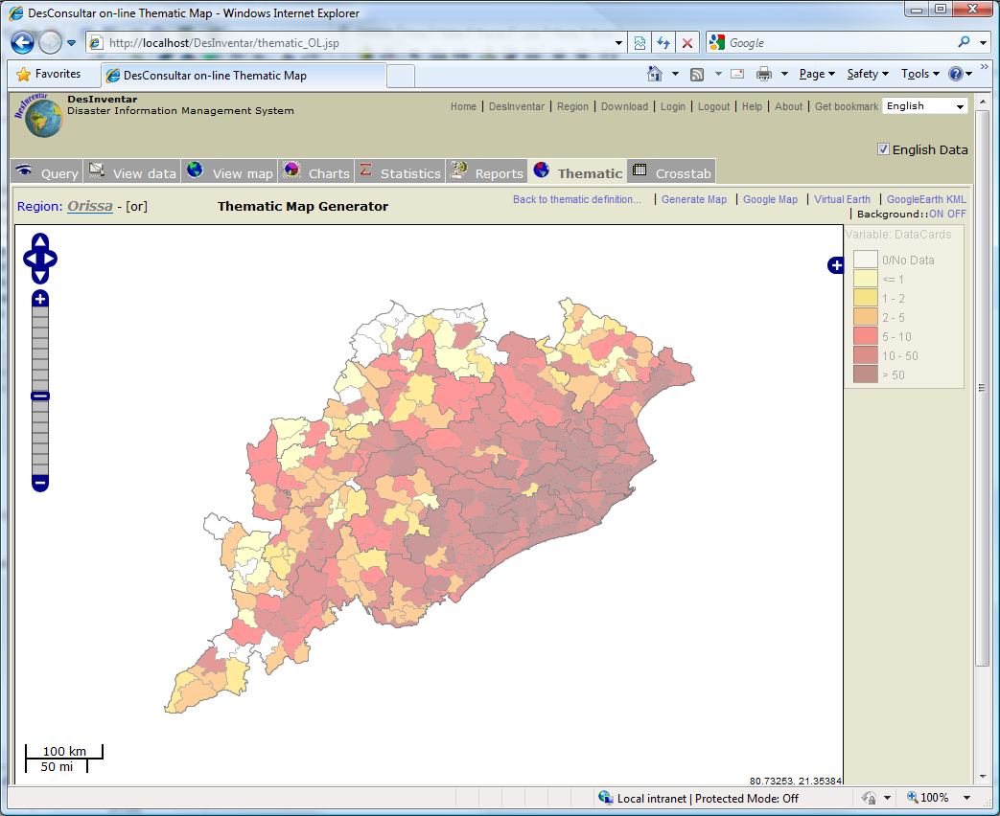 DesConsultar on-line Thematic Map - Windows Internet Explorer
http://localhost/DesInventar/thematic_OL.jsp
Google
Favorites
DesConsultar on-line Thematic Map
Page
Safety
Tools
DesInventar
DesInventar
Disaster Information Management System
Home | DesInventar | Region | Download | Login | Logout | Help | About | Get bookmark
English
English Data
Query
View data
View map
Charts
Statistics
Reports
Thematic
Crosstab
Region: Orissa - [or]
Thematic Map Generator
Back to thematic definition... | Generate Map | Google Map | Virtual Earth | GoogleEarth KML
| Background::ON OFF
Variable: DataCards
0/No Data
<= 1
1 - 2
2 - 5
5 - 10
10 - 50
> 50
100 km
50 mi
80.73253, 21.35384
Local intranet | Protected Mode: Off
100%